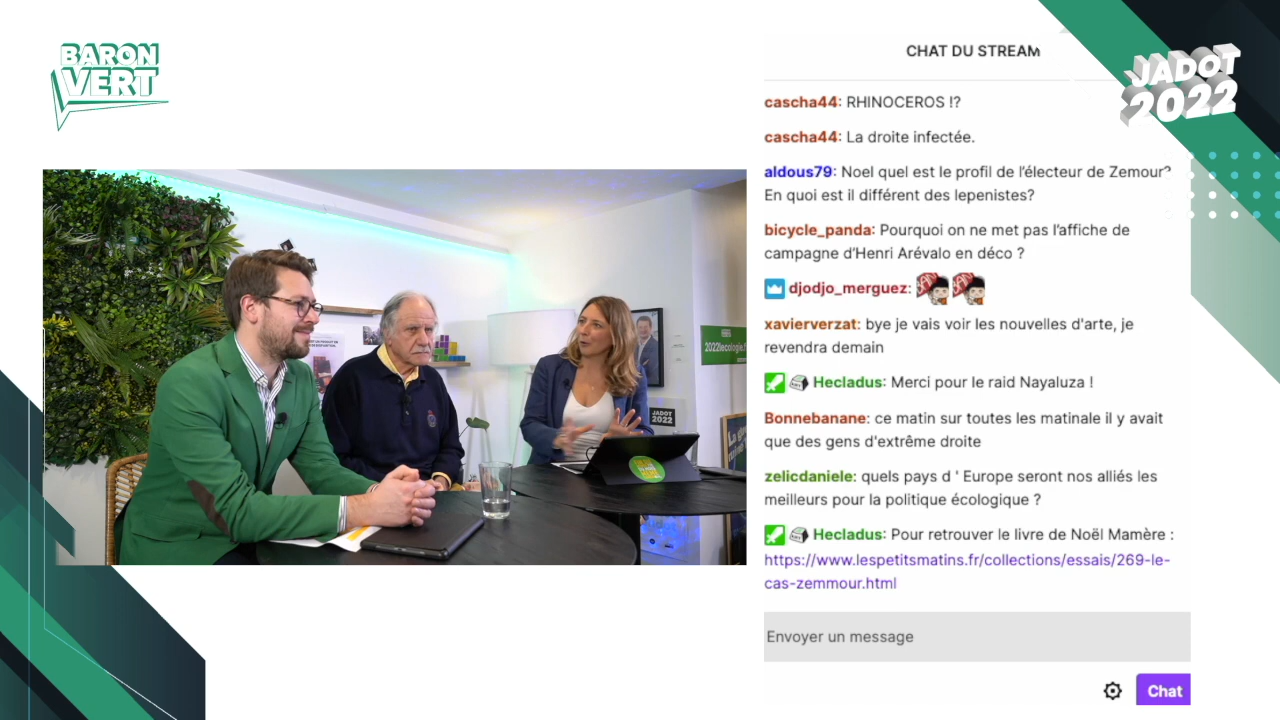 BARON
VERT
CHAT DU STREAM
JADOT
2022
cascha44: RHINOCEROS !?
cascha44: La droite infectée.
aldous79: Noel quel est le profil de l'électeur de Zemour?
En quoi est il différent des lepenistes?
bicycle_panda: Pourquoi on ne met pas l'affiche de
campagne d'Henri Arévalo en déco ?
djodjo_merguez:
xavierverzat: bye je vais voir les nouvelles d'arte, je
revendra demain
Hecladus: Merci pour le raid Nayaluza !
Bonnebanane: ce matin sur toutes les matinale il y avait
que des gens d'extrême droite
zelicdaniele: quels pays d ' Europe seront nos alliés les
meilleurs pour la politique écologique ?
Hecladus: Pour retrouver le livre de Noël Mamère :
https://www.lespetitsmatins.fr/collections/essais/269-le-
cas-zemmour.html
Envoyer un message
Chat
2022lecologie.fr
JADOT
2022